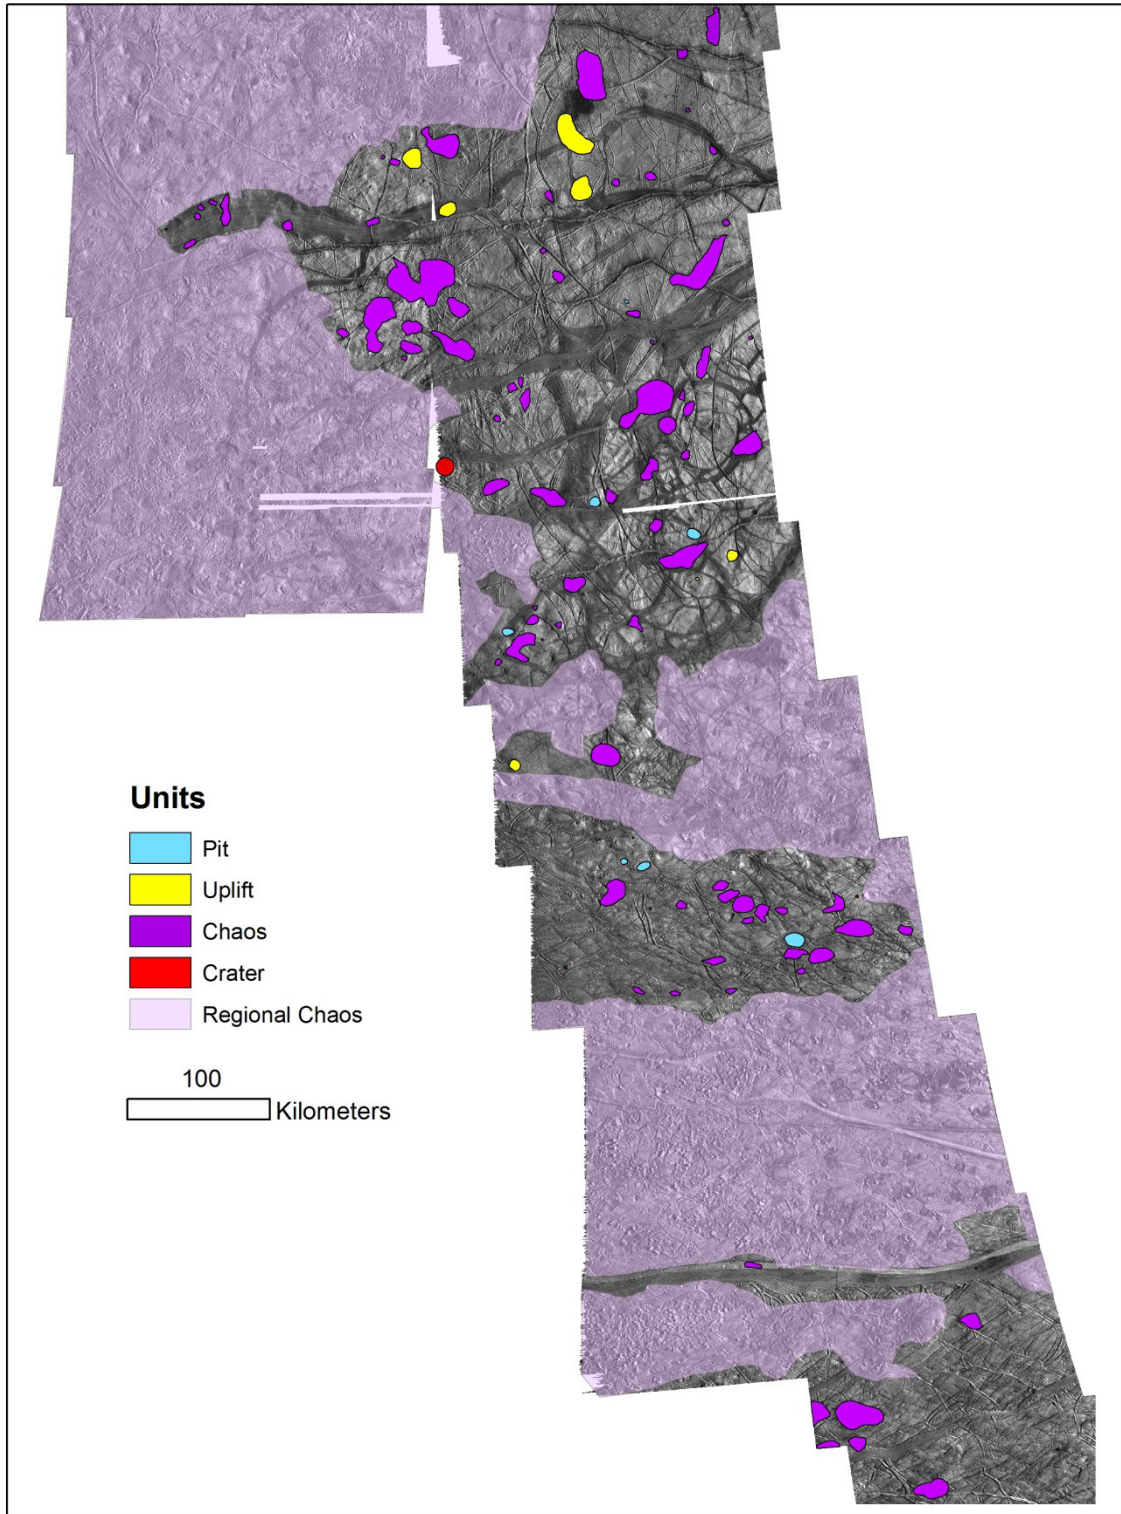 Units
Pit
Uplift
Chaos
Crater
Regional Chaos
100
Kilometers